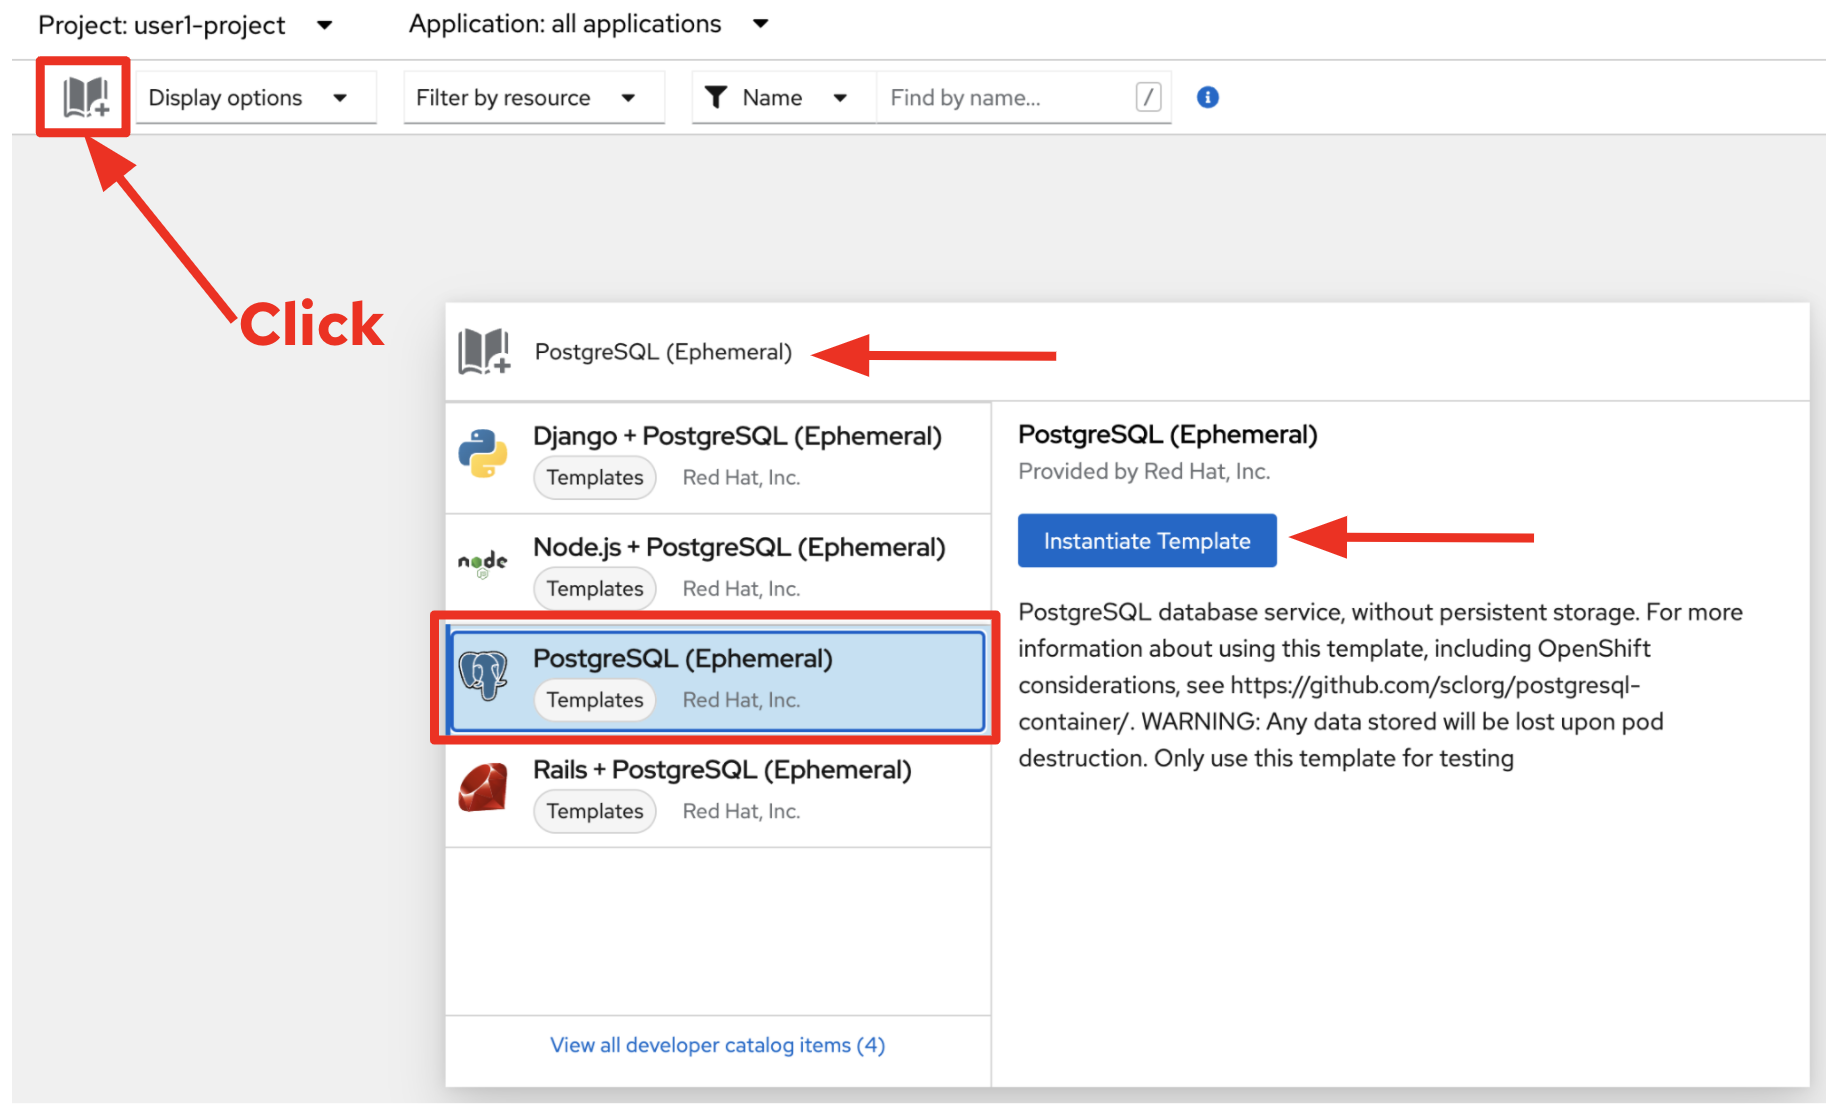 Project: user1-project
Application: all applications
Display options
Filter by resource
Name
Find by name...
/
i
Click
PostgreSQL (Ephemeral)
Django + PostgreSQL (Ephemeral)
Templates
Red Hat, Inc.
node
JS
Node.js + PostgreSQL (Ephemeral)
Templates
Red Hat, Inc.
PostgreSQL (Ephemeral)
Templates
Red Hat, Inc.
Rails + PostgreSQL (Ephemeral)
Templates
Red Hat, Inc.
View all developer catalog items (4)
PostgreSQL (Ephemeral)
Provided by Red Hat, Inc.
Instantiate Template
PostgreSQL database service, without persistent storage. For more
information about using this template, including OpenShift
considerations, see https://github.com/sclorg/postgresql-
container/. WARNING: Any data stored will be lost upon pod
destruction. Only use this template for testing